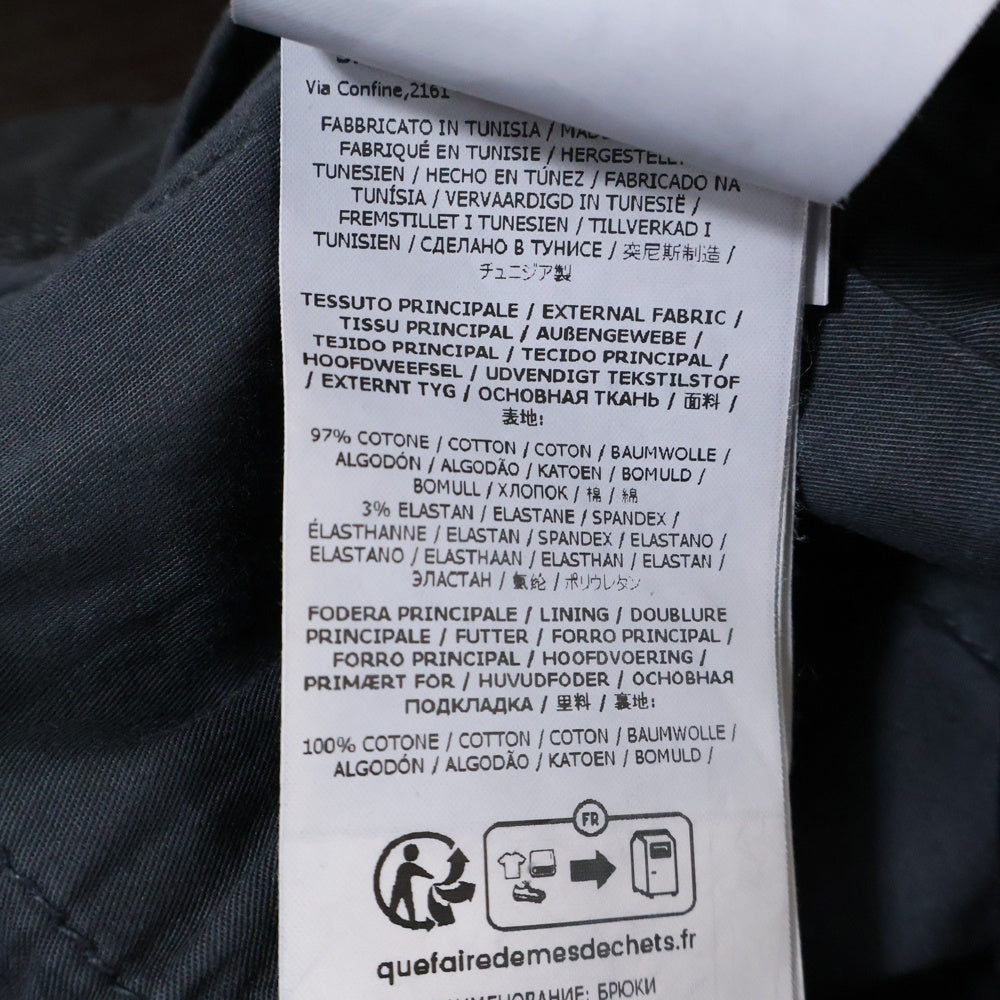 Via Confine,2161
FABBRICATO IN TUNISIA /
FABRIQUÉ EN TUNISIE / HERGESTELLT
TUNESIEN / HECHO EN TÚNEZ / FABRICADO NA
TUNÍSIA / VERVAARDIGD IN TUNESIË /
FREMSTILLET I TUNESIEN / TILLVERKAD I
TUNISIEN / СДЕЛАНО В ТУНИСЕ / 突尼斯制造 /
チュニジア製
TESSUTO PRINCIPALE / EXTERNAL FABRIC /
TISSU PRINCIPAL / AUßENGEWEBE /
TEJIDO PRINCIPAL / TECIDO PRINCIPAL /
HOOFDWEEFSEL / UDVENDIGT TEKSTILSTOF
/ EXTERNT TYG / ОСНОВНАЯ ТКАНЬ / 面料 /
表地:
97% COTONE / COTTON / COTON / BAUMWOLLE /
ALGODÓN / ALGODÃO / KATOEN / BOMULD /
BOMULL / ХЛОПОК / 棉 / 綿
3% ELASTAN / ELASTANE / SPANDEX /
ÉLASTHANNE / ELASTAN / SPANDEX / ELASTANO /
ELASTANO / ELASTHAAN / ELASTHAN / ELASTAN /
ЭЛАСТАН / 氨纶 / ポリウレタン
FODERA PRINCIPALE / LINING / DOUBLURE
PRINCIPALE / FUTTER / FORRO PRINCIPAL /
FORRO PRINCIPAL / HOOFDVOERING /
PRIMÆRT FOR / HUVUDFODER / ОСНОВНАЯ
ПОДКЛАДКА / 里料 / 裏地:
100% COTONE / COTTON / COTON / BAUMWOLLE /
ALGODÓN / ALGODÃO / KATOEN / BOMULD /
FR
quefairedemesdechets.fr
БРЮКИ